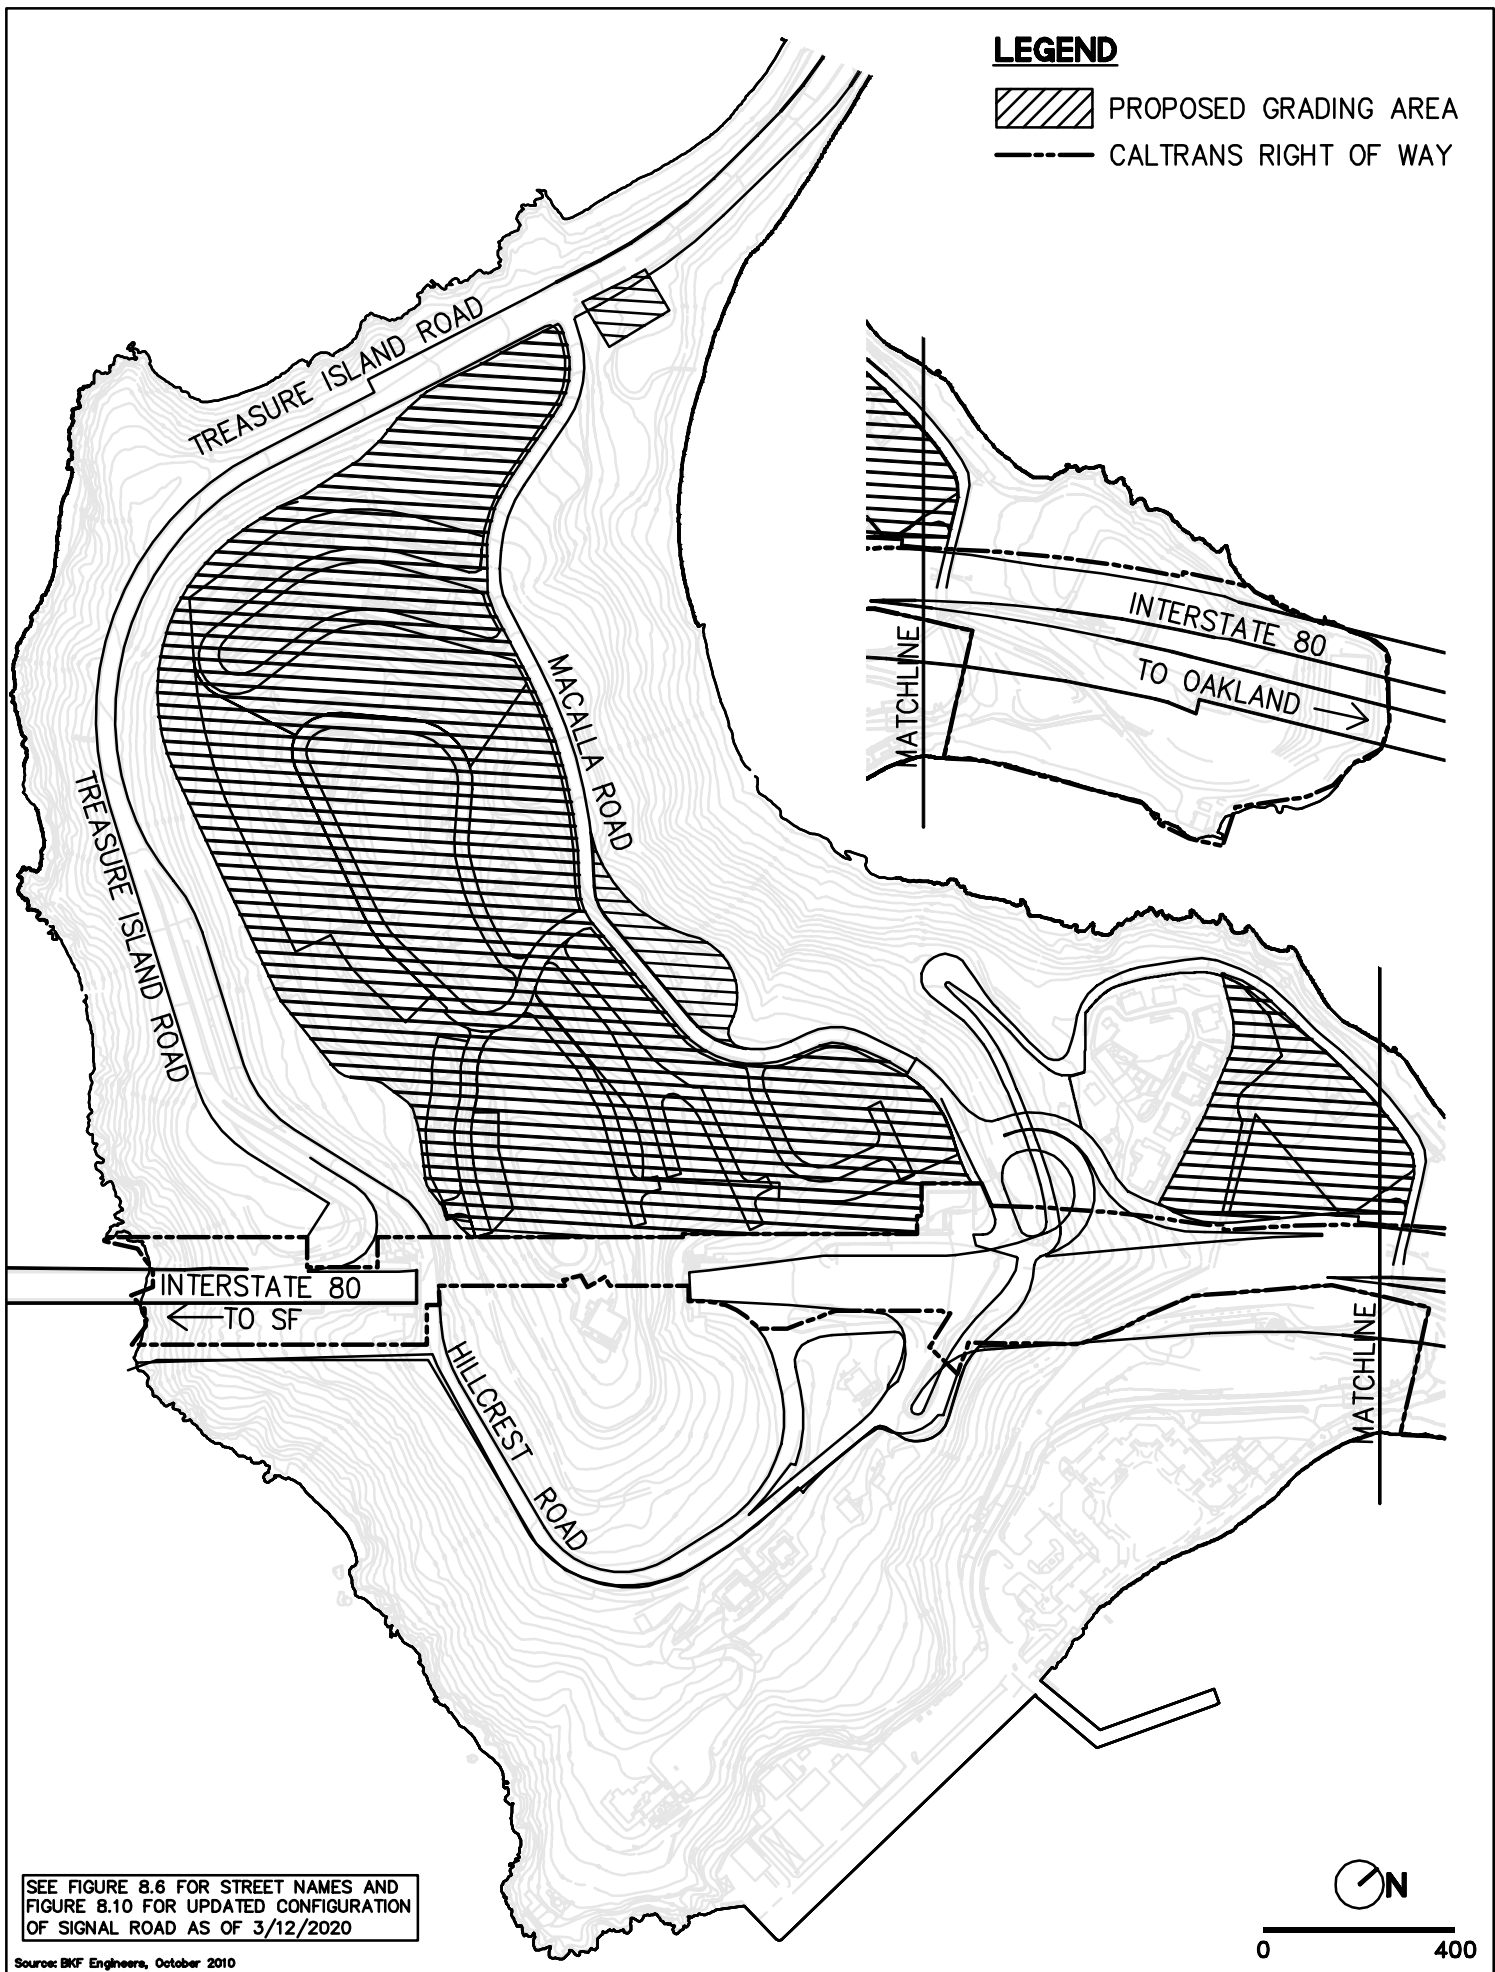 LEGEND
PROPOSED GRADING AREA
CALTRANS RIGHT OF WAY
TREASURE ISLAND ROAD
INTERSTATE 80
TO OAKLAND
MATCHLINE
MACALLA ROAD
TREASURE ISLAND ROAD
INTERSTATE 80
TO SF
HILLCREST ROAD
MATCHLINE
SEE FIGURE 8.6 FOR STREET NAMES AND
FIGURE 8.10 FOR UPDATED CONFIGURATION
OF SIGNAL ROAD AS OF 3/12/2020
Source: BKF Engineers, October 2010
N
0 400